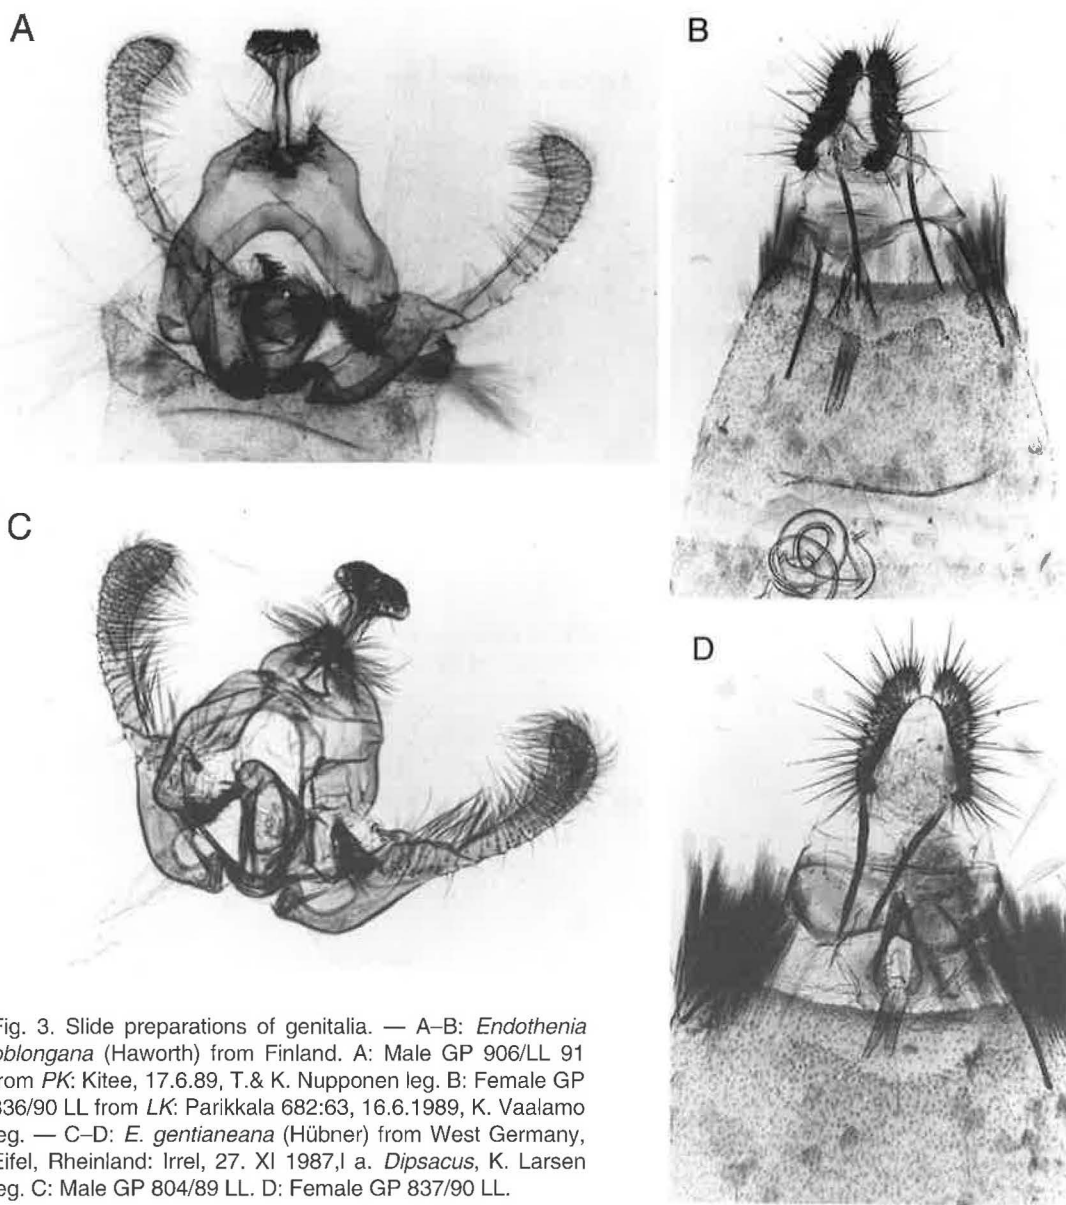 A
B
C
D
Fig. 3. Slide preparations of genitalia. — A–B: Endothenia
oblongana (Haworth) from Finland. A: Male GP 906/LL 91
from PK: Kitee, 17.6.89, T.& K. Nupponen leg. B: Female GP
836/90 LL from LK: Parikkala 682:63, 16.6.1989, K. Vaalamo
leg. — C–D: E. gentianeana (Hübner) from West Germany,
Eifel, Rheinland: Irrel, 27. XI 1987,l a. Dipsacus, K. Larsen
leg. C: Male GP 804/89 LL. D: Female GP 837/90 LL.